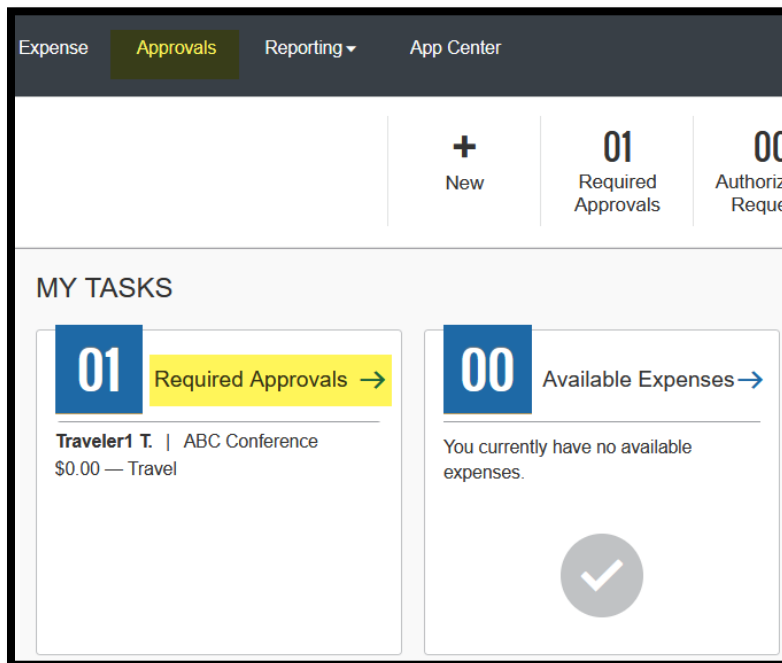 Expense Approvals Reporting App Center
+
New
01
Required
Approvals
MY TASKS
01 Required Approvals →
Traveler1 T. | ABC Conference
$0.00 — Travel
00 Available Expenses→
You currently have no available
expenses.